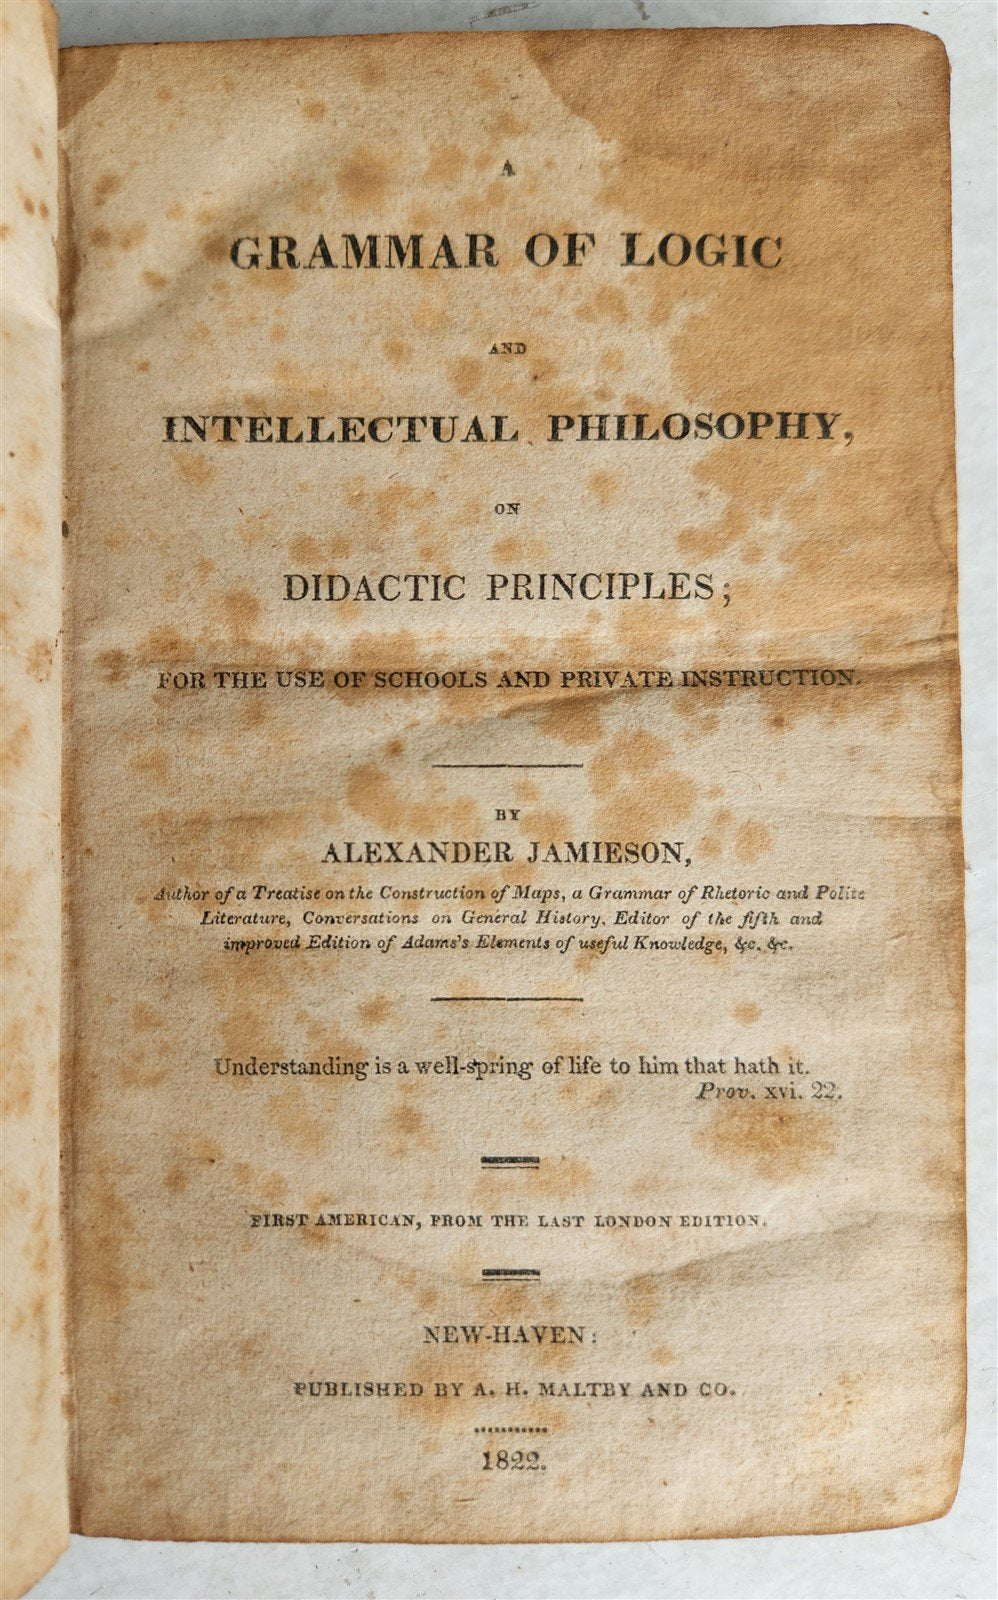 A
GRAMMAR OF LOGIC
AND
INTELLECTUAL PHILOSOPHY,
ON
DIDACTIC PRINCIPLES;
FOR THE USE OF SCHOOLS AND PRIVATE INSTRUCTION.
BY
ALEXANDER JAMIESON,
Author of a Treatise on the Construction of Maps, a Grammar of Rhetoric and Polite
Literature, Conversations on General History, Editor of the fifth and
improved Edition of Adams's Elements of useful Knowledge, &c. &c.
Understanding is a well-spring of life to him that hath it.
Prov. xvi. 22.
FIRST AMERICAN, FROM THE LAST LONDON EDITION.
NEW-HAVEN:
PUBLISHED BY A. H. MALTBY AND CO.
1822.